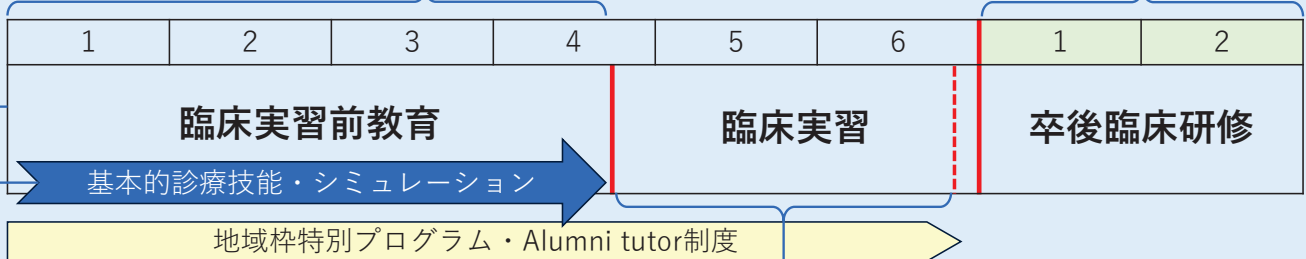 1 2 3 4 5 6 1 2
臨床実習前教育 臨床実習 卒後臨床研修
基本的診療技能・シミュレーション
地域枠特別プログラム・Alumni tutor制度